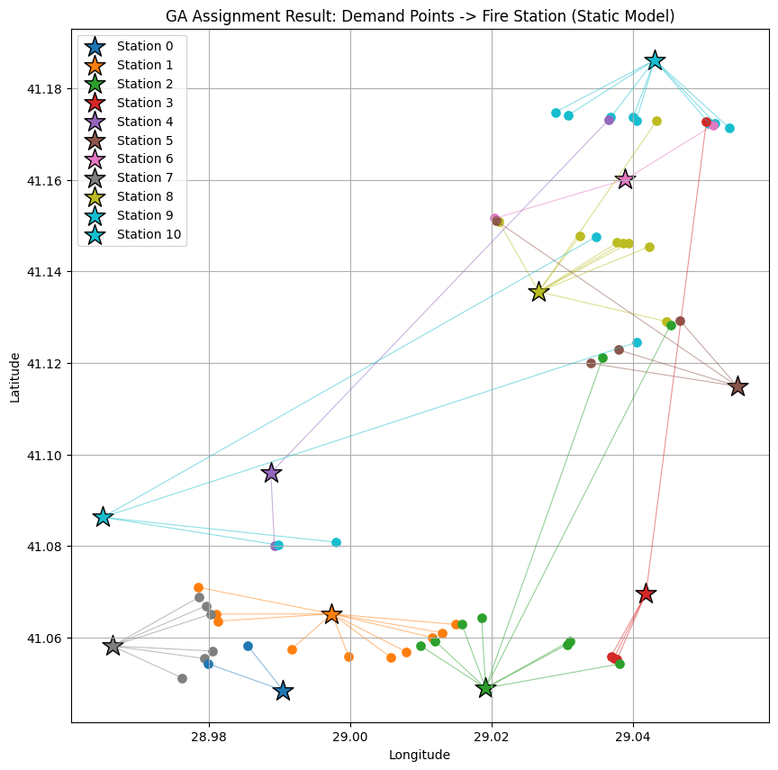 GA Assignment Result: Demand Points -> Fire Station (Static Model)
Station 0
Station 1
Station 2
Station 3
Station 4
Station 5
Station 6
Station 7
Station 8
Station 9
Station 10
41.18
41.16
41.14
41.12
41.10
41.08
41.06
Latitude
28.98
29.00
29.02
29.04
Longitude